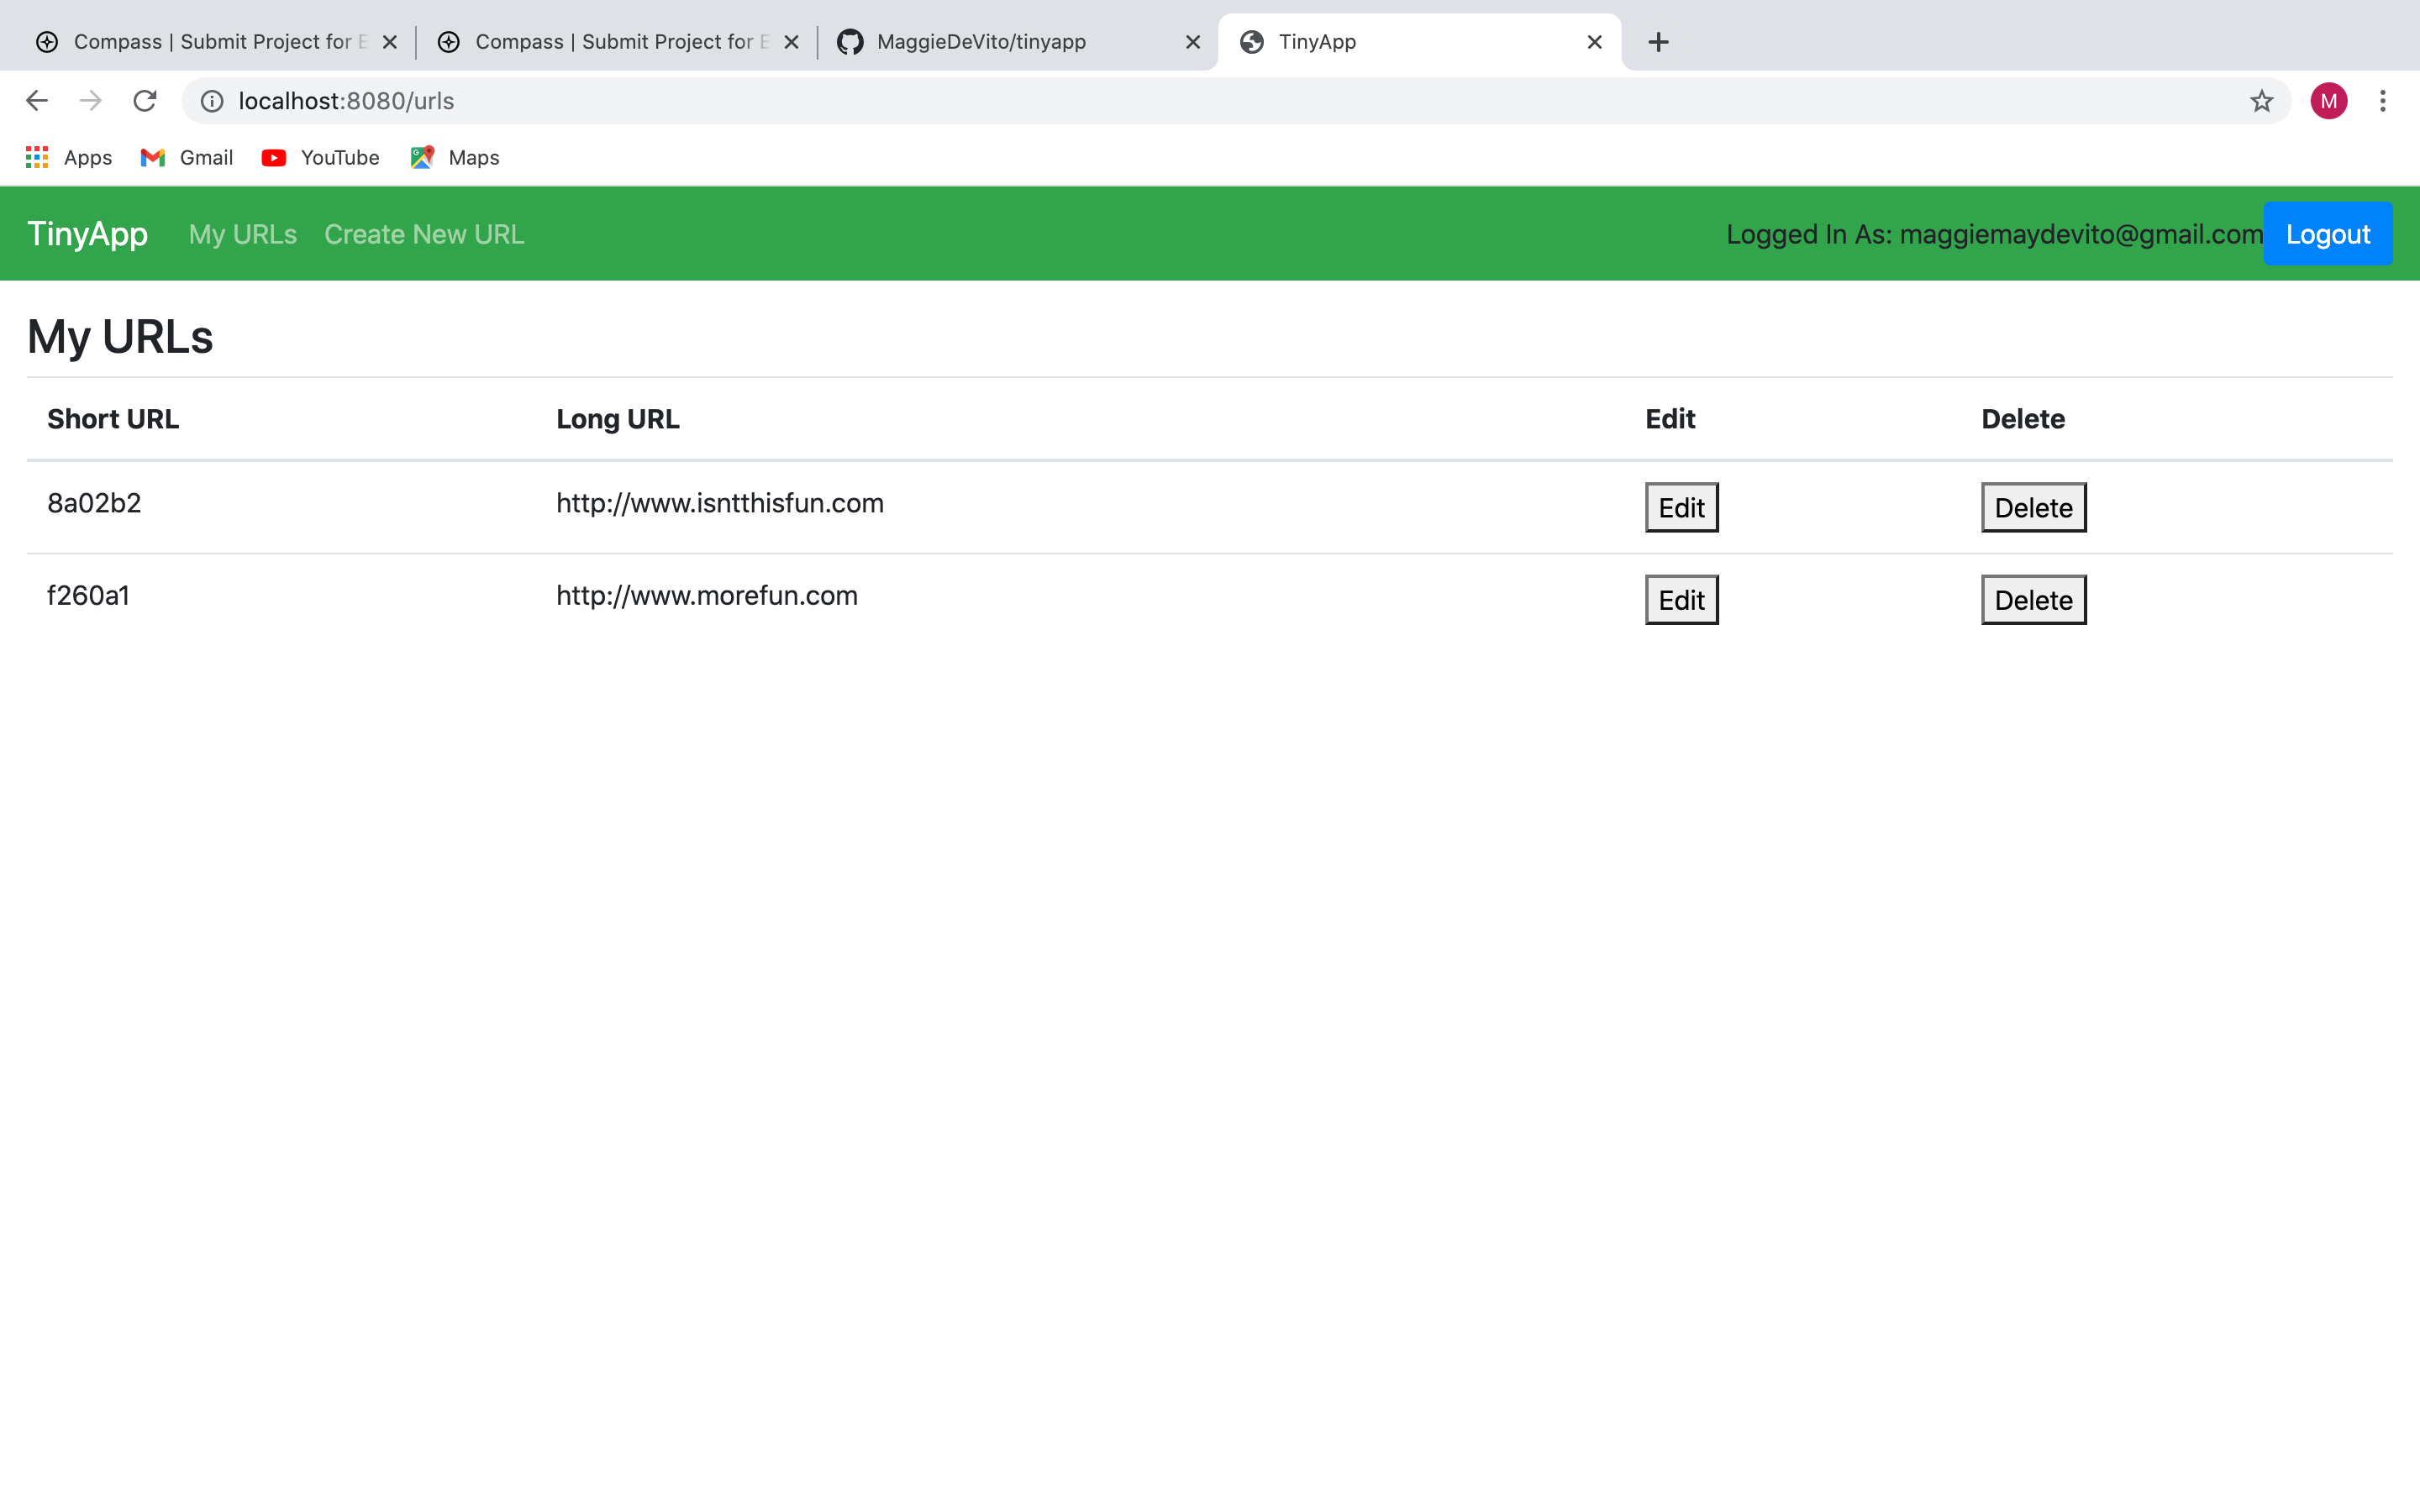 Compass | Submit Project for E
Compass | Submit Project for E
MaggieDeVito/tinyapp
TinyApp
localhost:8080/urls
M
Apps
Gmail
YouTube
Maps
TinyApp My URLs Create New URL Logged In As: maggiemaydevito@gmail.com Logout
My URLs
Short URL Long URL Edit Delete
8a02b2 http://www.isntthisfun.com Edit Delete
f260a1 http://www.morefun.com Edit Delete